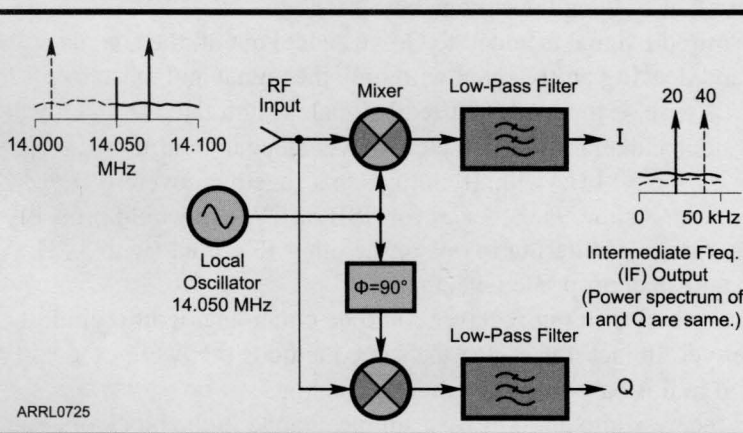 RF
Input
Mixer
Low-Pass Filter
20 40
I
14.000 14.050 14.100
MHz
0 50 kHz
Local
Oscillator
14.050 MHz
Φ=90°
Intermediate Freq.
(IF) Output
(Power spectrum of
I and Q are same.)
Low-Pass Filter
Q
ARRL0725